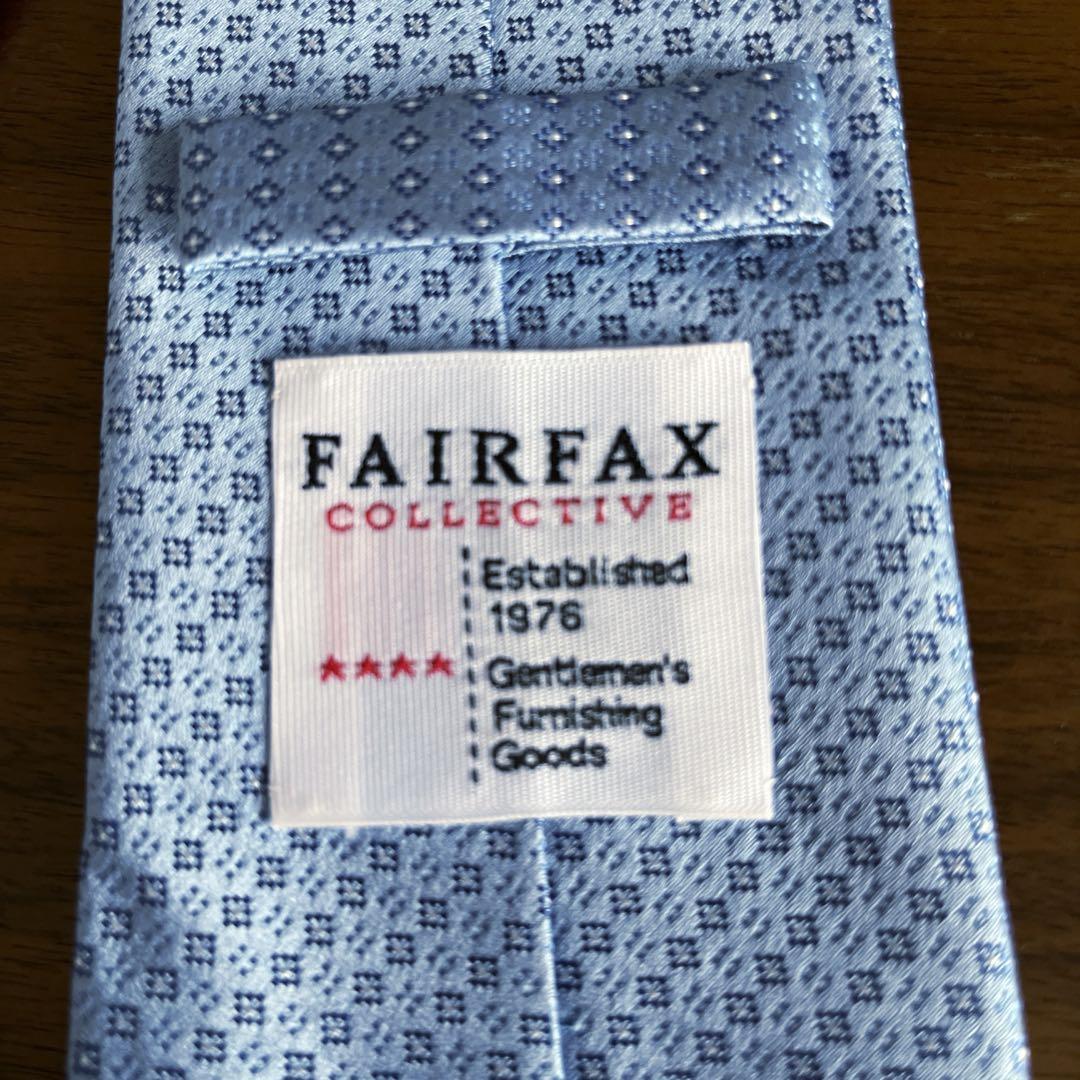 FAIRFAX
COLLECTIVE
Established
1976
★★★★
Gentlemen's
Furnishing
Goods